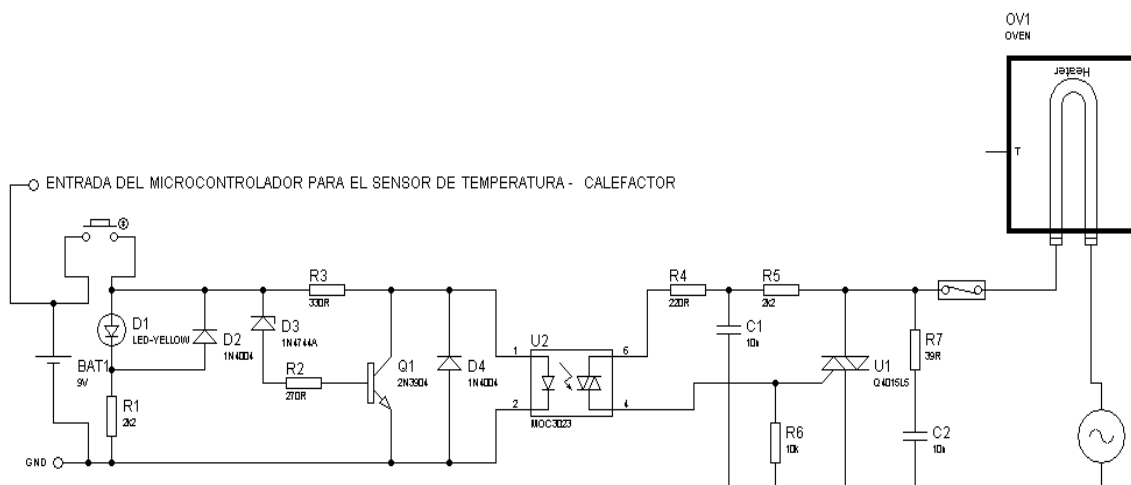 OV1
OVEN
Heater
T
ENTRADA DEL MICROCONTROLADOR PARA EL SENSOR DE TEMPERATURA - CALEFACTOR
R3
330R
R4
220R
R5
2k2
D1
LED-YELLOW
D2
1N4004
D3
1N4744A
BAT1
9V
R1
2k2
R2
270R
Q1
2N3904
D4
1N4004
U2
1
2
6
4
MOC3023
C1
10n
R6
10k
U1
Q4015L5
R7
39R
C2
10n
GND